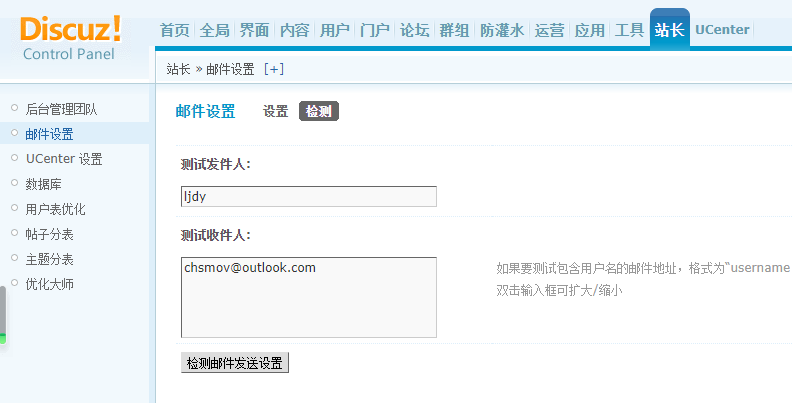 Discuz!
Control Panel
首页 全局 界面 内容 用户 门户 论坛 群组 防灌水 运营 应用 工具 站长 UCenter
站长 » 邮件设置 [+]
后台管理团队
邮件设置
UCenter 设置
数据库
用户表优化
帖子分表
主题分表
优化大师
邮件设置 设置 检测
测试发件人:
ljdy
测试收件人:
chsmov@outlook.com
如果要测试包含用户名的邮件地址，格式为“username
双击输入框可扩大/缩小
检测邮件发送设置